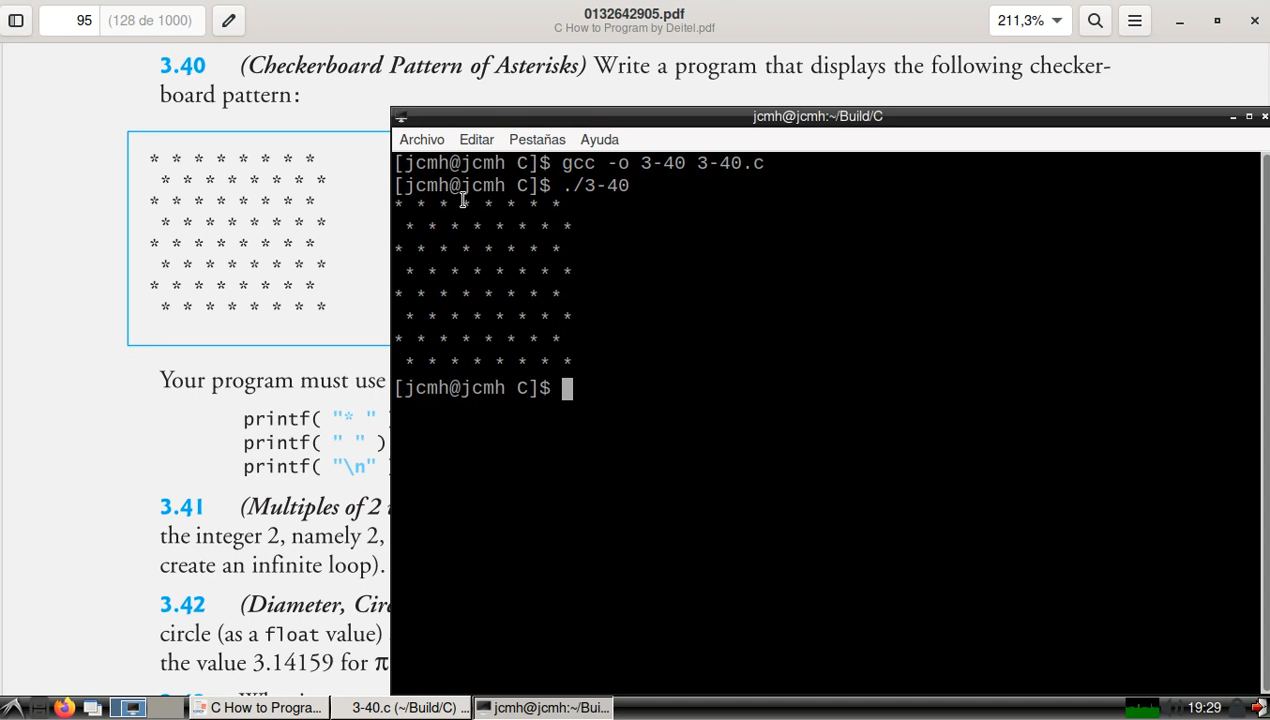 95 (128 de 1000)
0132642905.pdf
C How to Program by Deitel.pdf
211,3%
3.40 (Checkerboard Pattern of Asterisks) Write a program that displays the following checker-
board pattern:
* * * * * * * *
 * * * * * * * *
* * * * * * * *
 * * * * * * * *
* * * * * * * *
 * * * * * * * *
* * * * * * * *
 * * * * * * * *
Your program must use
printf( "* "
printf( " " )
printf( "\n"
3.41 (Multiples of 2
the integer 2, namely 2,
create an infinite loop).
3.42 (Diameter, Circ
circle (as a float value)
the value 3.14159 for π
jcmh@jcmh:~/Build/C
Archivo Editar Pestañas Ayuda
[jcmh@jcmh C]$ gcc -o 3-40 3-40.c
[jcmh@jcmh C]$ ./3-40
* * * * * * * *
 * * * * * * * *
* * * * * * * *
 * * * * * * * *
* * * * * * * *
 * * * * * * * *
* * * * * * * *
 * * * * * * * *
[jcmh@jcmh C]$
C How to Progra...
3-40.c (~/Build/C) ...
jcmh@jcmh:~/Bui...
19:29